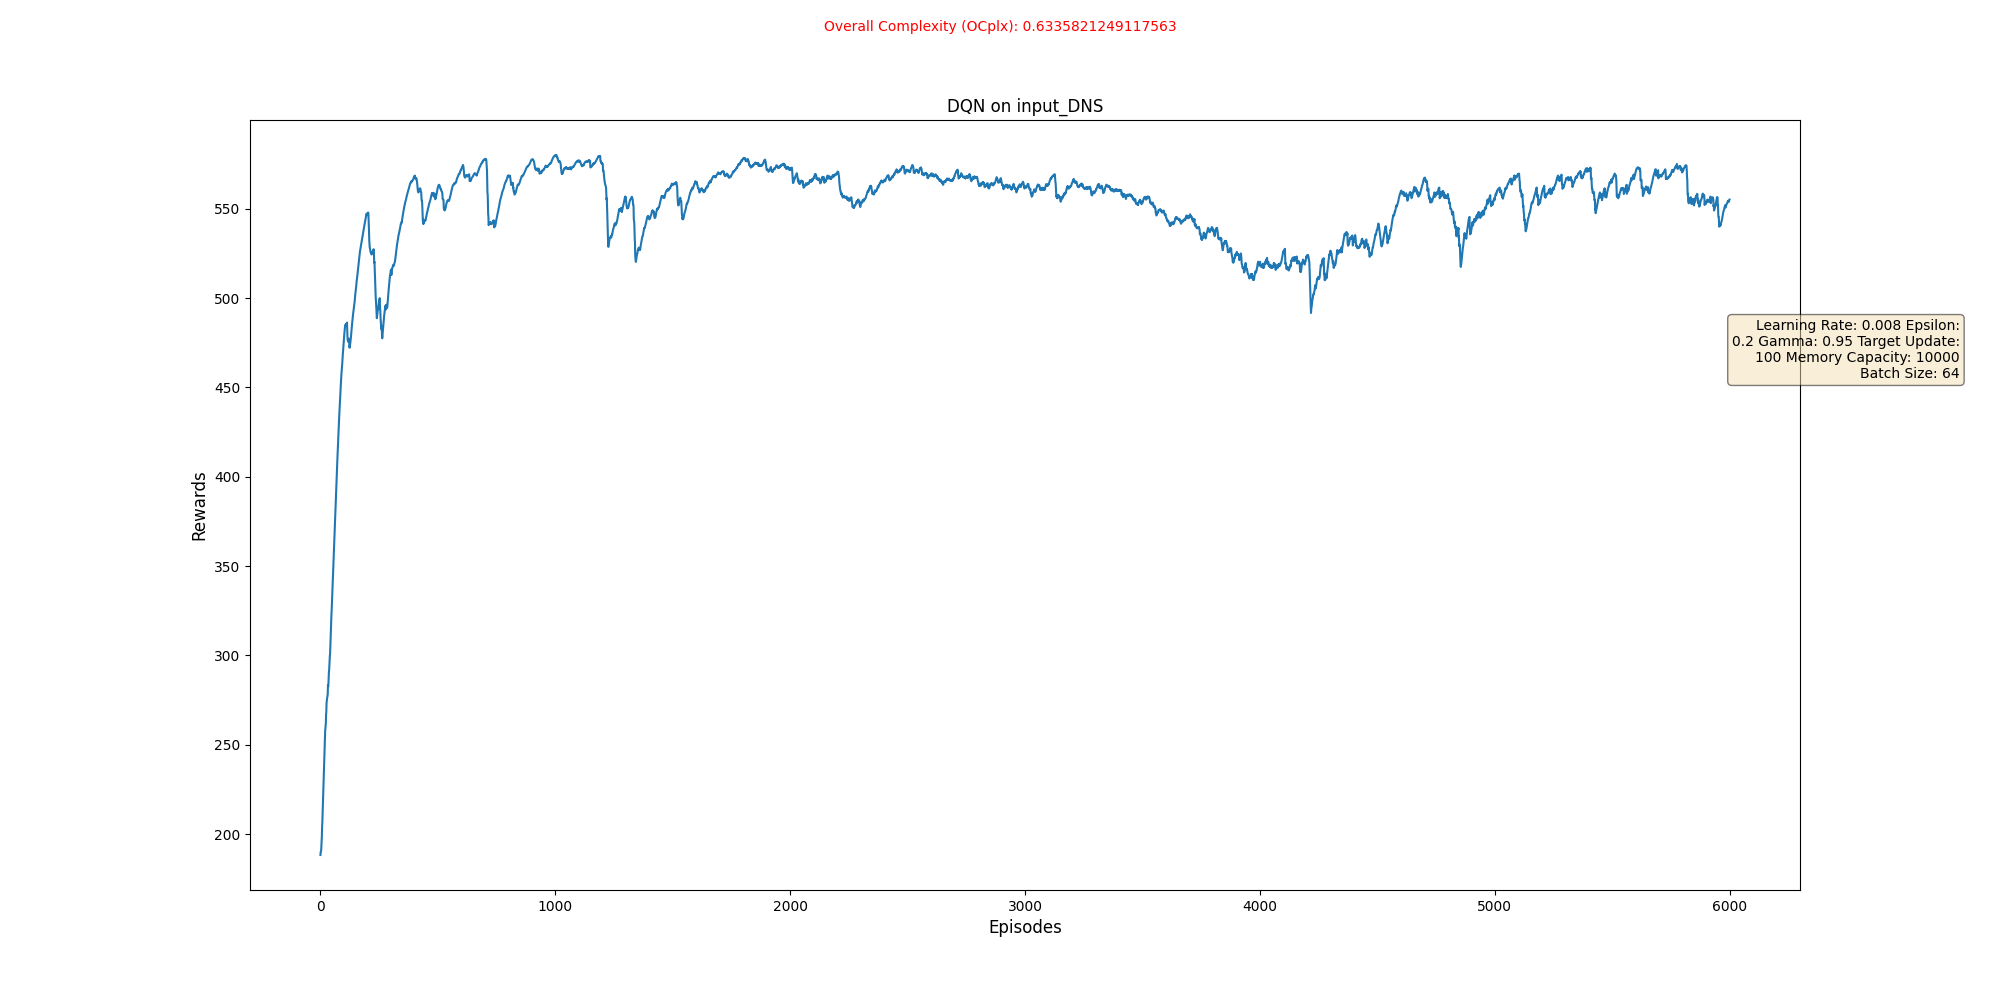 Overall Complexity (OCplx): 0.6335821249117563
DQN on input_DNS
Rewards
550
500
450
400
350
300
250
200
Learning Rate: 0.008 Epsilon:
0.2 Gamma: 0.95 Target Update:
100 Memory Capacity: 10000
Batch Size: 64
0
1000
2000
3000
4000
5000
6000
Episodes